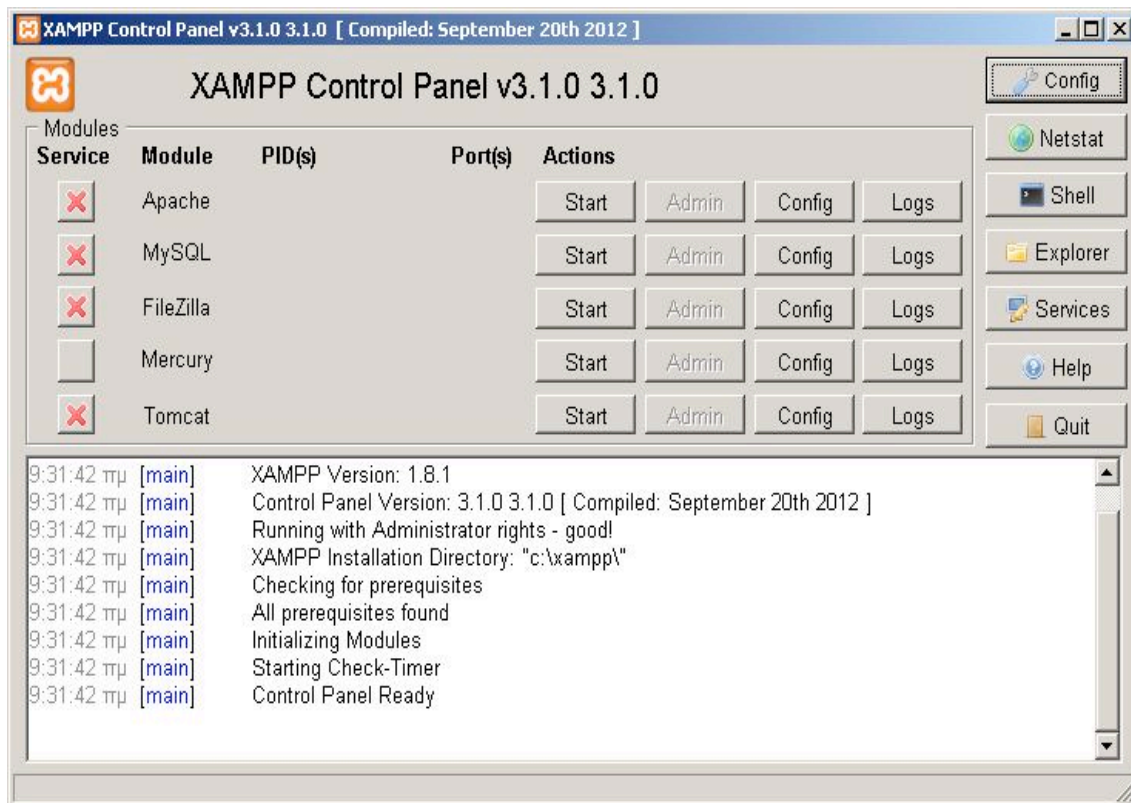 XAMPP Control Panel v3.1.0 3.1.0 [ Compiled: September 20th 2012 ]
XAMPP Control Panel v3.1.0 3.1.0
Config
Modules
Service Module PID(s) Port(s) Actions
Netstat
Apache Start Admin Config Logs
Shell
MySQL Start Admin Config Logs
Explorer
FileZilla Start Admin Config Logs
Services
Mercury Start Admin Config Logs
Help
Tomcat Start Admin Config Logs
Quit
9:31:42 πμ [main] XAMPP Version: 1.8.1
9:31:42 πμ [main] Control Panel Version: 3.1.0 3.1.0 [ Compiled: September 20th 2012 ]
9:31:42 πμ [main] Running with Administrator rights - good!
9:31:42 πμ [main] XAMPP Installation Directory: "c:\xampp\"
9:31:42 πμ [main] Checking for prerequisites
9:31:42 πμ [main] All prerequisites found
9:31:42 πμ [main] Initializing Modules
9:31:42 πμ [main] Starting Check-Timer
9:31:42 πμ [main] Control Panel Ready